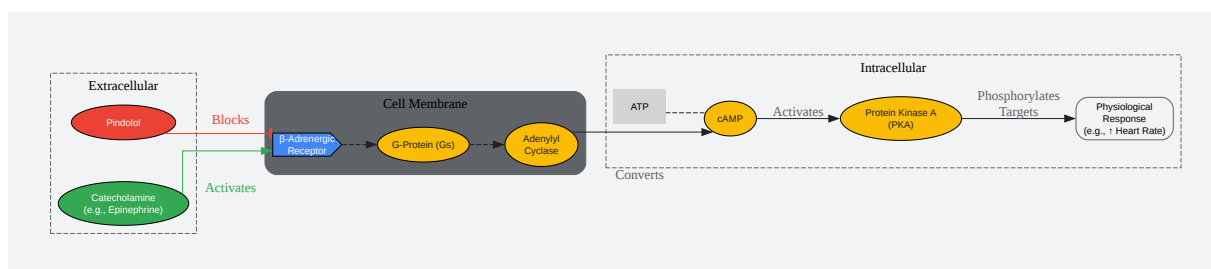 Extracellular
Pindolol
Blocks
Catecholamine
(e.g., Epinephrine)
Activates
Cell Membrane
β-Adrenergic
Receptor
G-Protein (Gs)
Adenylyl
Cyclase
Intracellular
ATP
Converts
cAMP
Activates
Protein Kinase A
(PKA)
Phosphorylates
Targets
Physiological
Response
(e.g., ↑ Heart Rate)